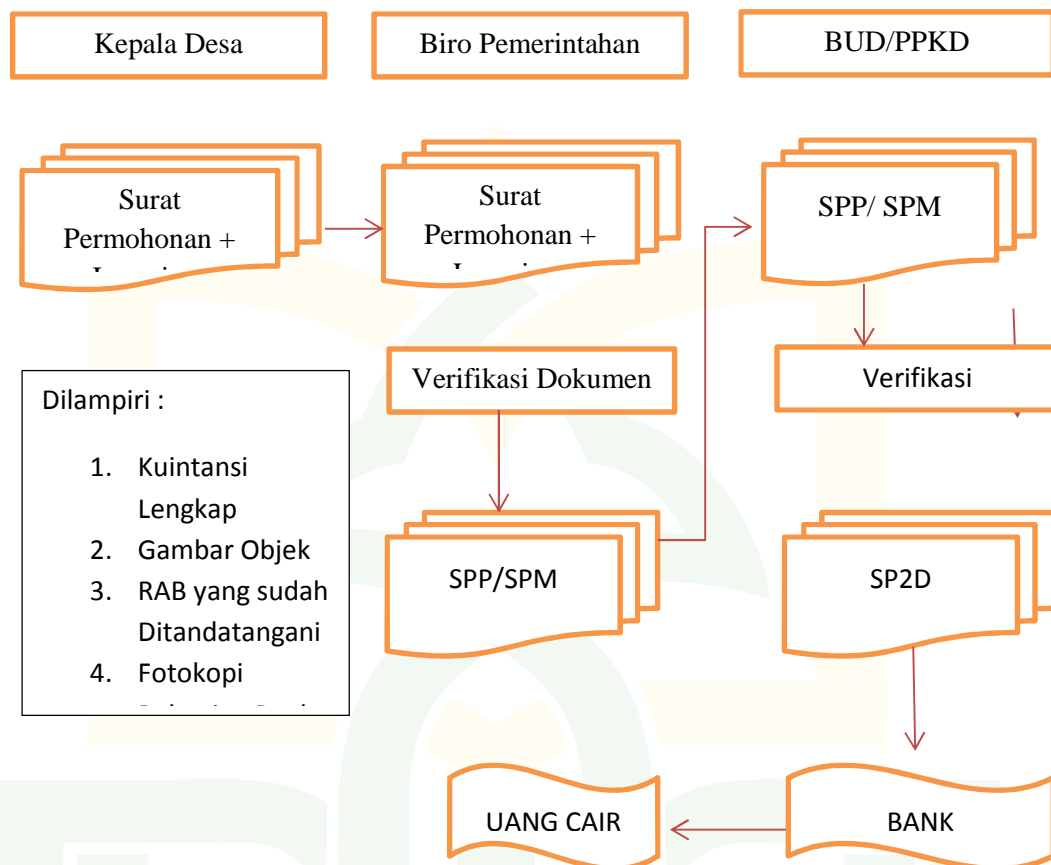 Kepala Desa
Biro Pemerintahan
BUD/PPKD
Surat
Permohonan +
Surat
Permohonan +
SPP/ SPM
Verifikasi Dokumen
Verifikasi
Dilampiri :
1. Kuintansi
Lengkap
2. Gambar Objek
3. RAB yang sudah
Ditandatangani
4. Fotokopi
SPP/SPM
SP2D
UANG CAIR
BANK